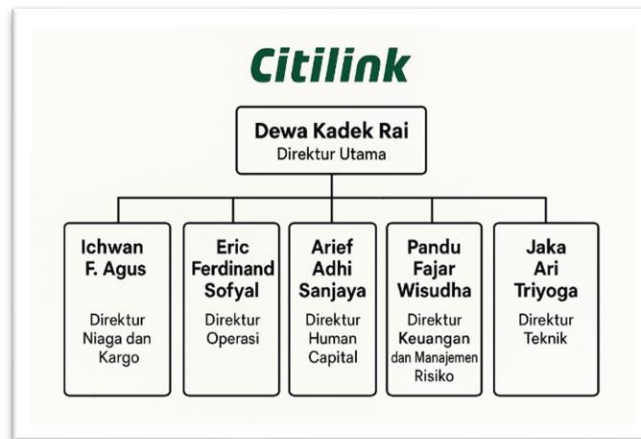 Citilink
Dewa Kadek Rai
Direktur Utama
Ichwan
F. Agus
Direktur
Niaga dan
Kargo
Eric
Ferdinand
Sofyal
Direktur
Operasi
Arief
Adhi
Sanjaya
Direktur
Human
Capital
Pandu
Fajar
Wisudha
Direktur
Keuangan
dan Manajemen
Risiko
Jaka
Ari
Triyoga
Direktur
Teknik